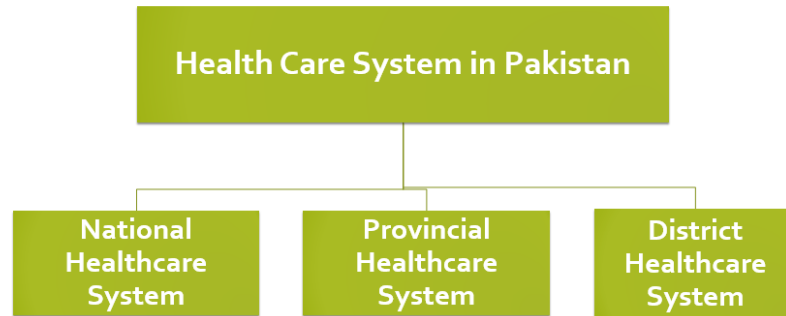 Health Care System in Pakistan
National
Healthcare
System
Provincial
Healthcare
System
District
Healthcare
System